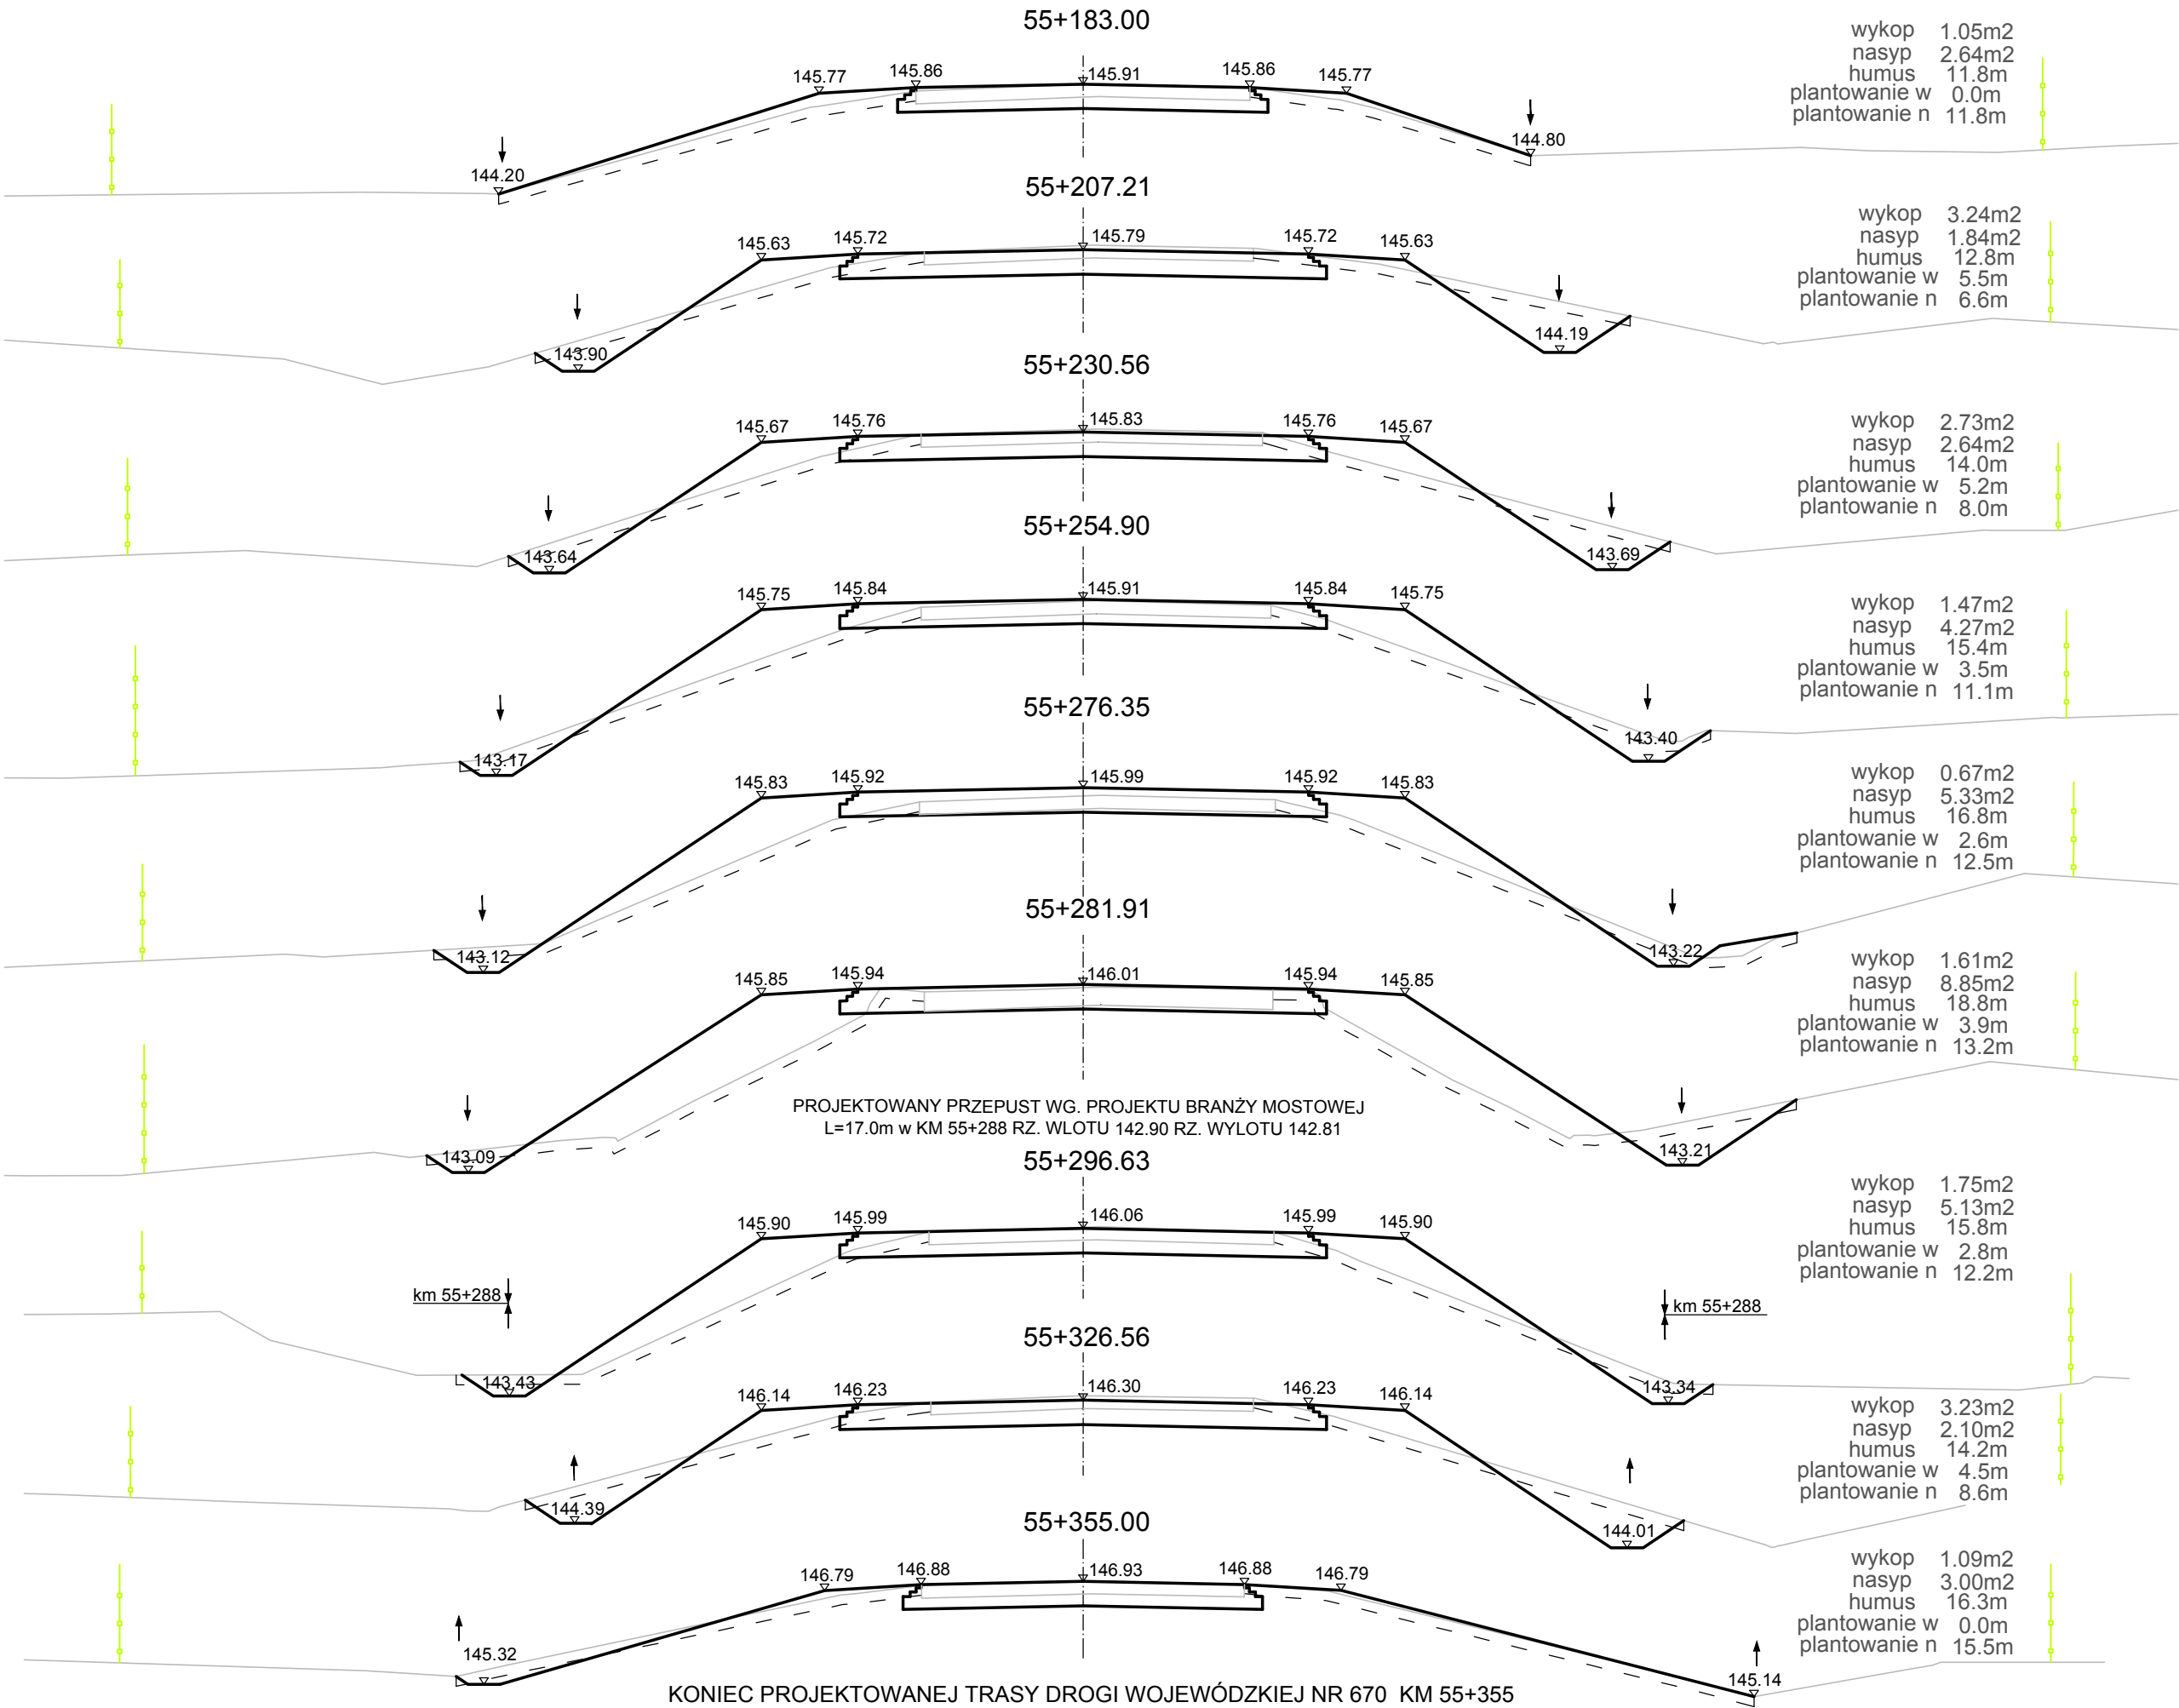 55+183.00
145.77
145.86
145.91
145.86
145.77
144.20
144.80
wykop 1.05m2
nasyp 2.64m2
humus 11.8m
plantowanie w 0.0m
plantowanie n 11.8m
55+207.21
145.63
145.72
145.79
145.72
145.63
143.90
144.19
wykop 3.24m2
nasyp 1.84m2
humus 12.8m
plantowanie w 5.5m
plantowanie n 6.6m
55+230.56
145.67
145.76
145.83
145.76
145.67
143.64
143.69
wykop 2.73m2
nasyp 2.64m2
humus 14.0m
plantowanie w 5.2m
plantowanie n 8.0m
55+254.90
145.75
145.84
145.91
145.84
145.75
143.17
143.40
wykop 1.47m2
nasyp 4.27m2
humus 15.4m
plantowanie w 3.5m
plantowanie n 11.1m
55+276.35
145.83
145.92
145.99
145.92
145.83
143.12
143.22
wykop 0.67m2
nasyp 5.33m2
humus 16.8m
plantowanie w 2.6m
plantowanie n 12.5m
55+281.91
145.85
145.94
146.01
145.94
145.85
143.09
143.21
wykop 1.61m2
nasyp 8.85m2
humus 18.8m
plantowanie w 3.9m
plantowanie n 13.2m
PROJEKTOWANY PRZEPUST WG. PROJEKTU BRANŻY MOSTOWEJ
L=17.0m w KM 55+288 RZ. WLOTU 142.90 RZ. WYLOTU 142.81
55+296.63
145.90
145.99
146.06
145.99
145.90
km 55+288
km 55+288
143.43
143.34
wykop 1.75m2
nasyp 5.13m2
humus 15.8m
plantowanie w 2.8m
plantowanie n 12.2m
55+326.56
146.14
146.23
146.30
146.23
146.14
144.39
144.01
wykop 3.23m2
nasyp 2.10m2
humus 14.2m
plantowanie w 4.5m
plantowanie n 8.6m
55+355.00
146.79
146.88
146.93
146.88
146.79
145.32
145.14
wykop 1.09m2
nasyp 3.00m2
humus 16.3m
plantowanie w 0.0m
plantowanie n 15.5m
KONIEC PROJEKTOWANEJ TRASY DROGI WOJEWÓDZKIEJ NR 670 KM 55+355